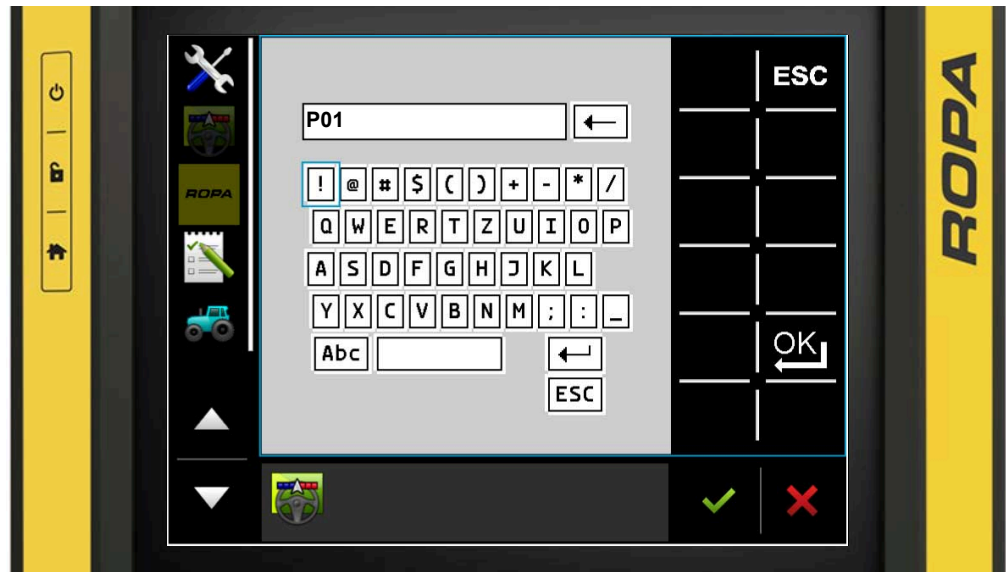 ESC
P01
ROPA
! @ # $ ( ) + - * /
Q W E R T Z U I O P
A S D F G H J K L
Y X C V B N M ; : _
OK
Abc
ESC
ROPA